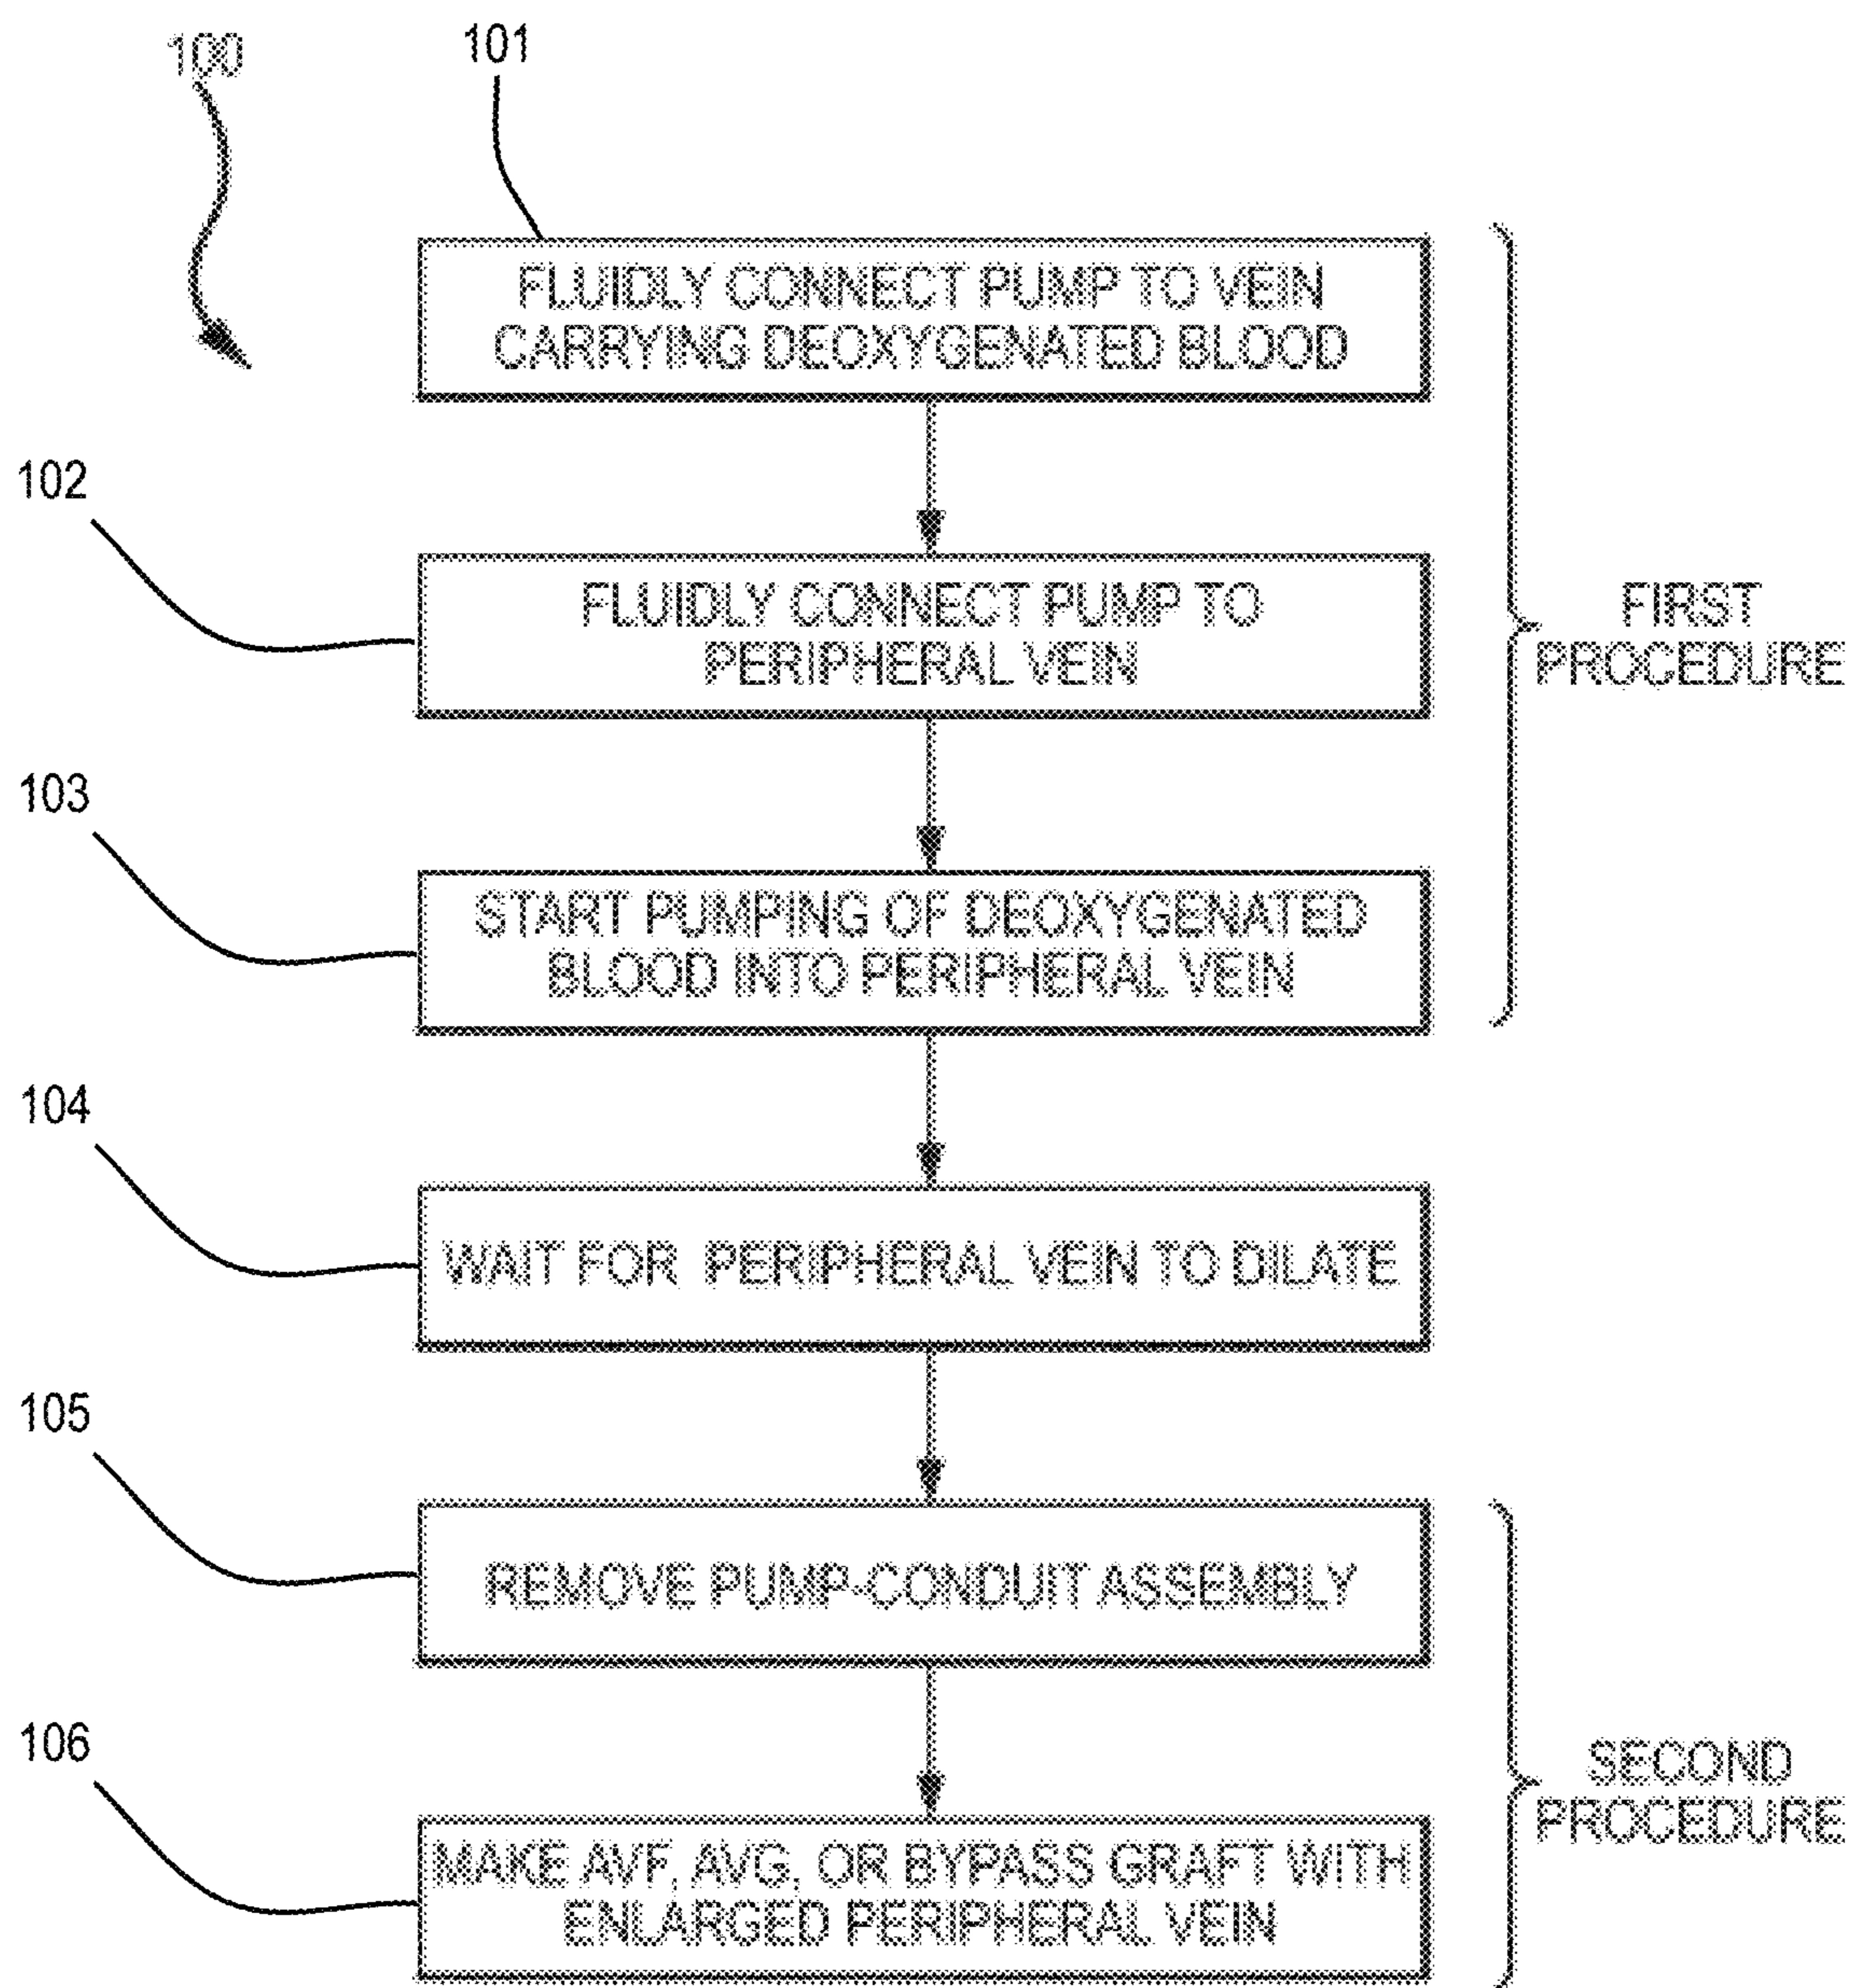 100
101
FLUIDLY CONNECT PUMP TO VEIN
CARRYING DEOXYGENATED BLOOD
102
FLUIDLY CONNECT PUMP TO
PERIPHERAL VEIN
FIRST
PROCEDURE
103
START PUMPING OF DEOXYGENATED
BLOOD INTO PERIPHERAL VEIN
104
WAIT FOR PERIPHERAL VEIN TO DILATE
105
REMOVE PUMP-CONDUIT ASSEMBLY
106
MAKE AVF, AVG, OR BYPASS GRAFT WITH
ENLARGED PERIPHERAL VEIN
SECOND
PROCEDURE